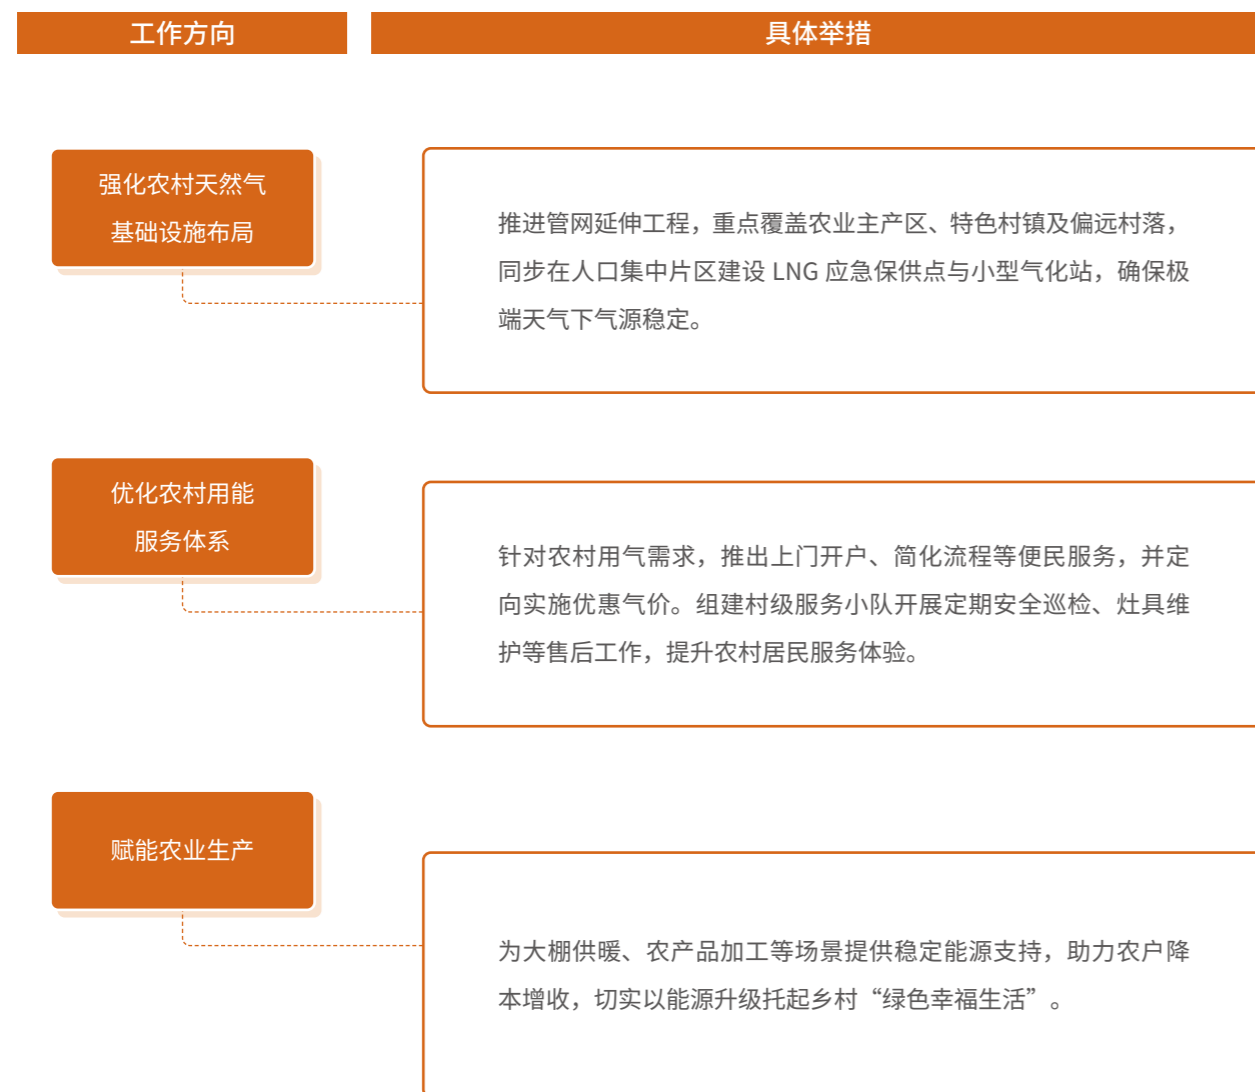 工作方向
具体举措
强化农村天然气
基础设施布局
推进管网延伸工程，重点覆盖农业主产区、特色村镇及偏远村落，
同步在人口集中片区建设 LNG 应急保供点与小型气化站，确保极
端天气下气源稳定。
优化农村用能
服务体系
针对农村用气需求，推出上门开户、简化流程等便民服务，并定
向实施优惠气价。组建村级服务小队开展定期安全巡检、灶具维
护等售后工作，提升农村居民服务体验。
赋能农业生产
为大棚供暖、农产品加工等场景提供稳定能源支持，助力农户降
本增收，切实以能源升级托起乡村“绿色幸福生活”。